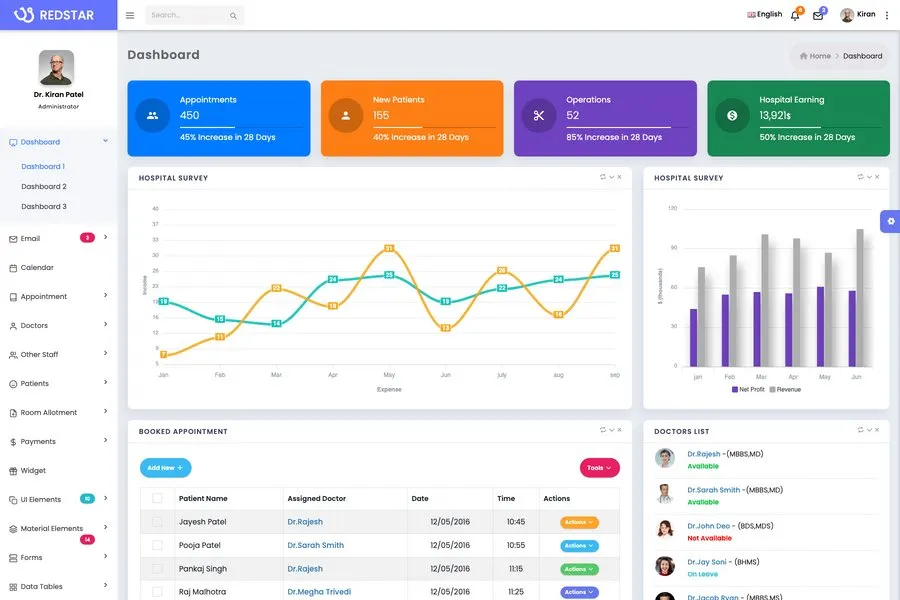 REDSTAR
Search...
English
6
2
Kiran
Dr. Kiran Patel
Administrator
Dashboard
Dashboard 1
Dashboard 2
Dashboard 3
Email
Calendar
Appointment
Doctors
Other Staff
Patients
Room Allotment
Payments
Widget
UI Elements
10
Material Elements
14
Forms
Data Tables
Dashboard
Home > Dashboard
Appointments
450
45% Increase in 28 Days
New Patients
155
40% Increase in 28 Days
Operations
52
85% Increase in 28 Days
Hospital Earning
13,921$
50% Increase in 28 Days
HOSPITAL SURVEY
40
37
33
30
26
23
19
16
12
9
5
Income
19 15 14 24 25 19 22 24 25
7 11 22 18 31 13 26 16 31
Jan Feb Mar Apr May Jun july aug sep
Expense
HOSPITAL SURVEY
120
90
60
30
0
$ (thousands)
jan Feb Mar Apr May Jun
Net Profit Revenue
BOOKED APPOINTMENT
Add New +
Tools
Patient Name Assigned Doctor Date Time Actions
Jayesh Patel Dr.Rajesh 12/05/2016 10:45 Actions
Pooja Patel Dr.Sarah Smith 12/05/2016 10:55 Actions
Pankaj Singh Dr.Rajesh 12/05/2016 11:15 Actions
Raj Malhotra Dr.Megha Trivedi 12/05/2016 11:25 Actions
DOCTORS LIST
Dr.Rajesh -(MBBS,MD)
Available
Dr.Sarah Smith -(MBBS,MD)
Available
Dr.John Deo - (BDS,MDS)
Not Available
Dr.Jay Soni - (BHMS)
On Leave
Dr.Jacob Ryan - (MBBS,MS)